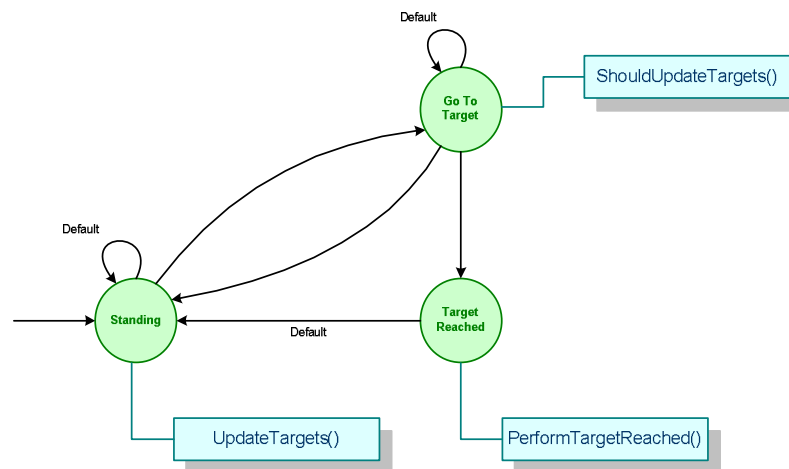 Default
ShouldUpdateTargets()
Go To
Target
Default
Standing
Target
Reached
Default
UpdateTargets()
PerformTargetReached()